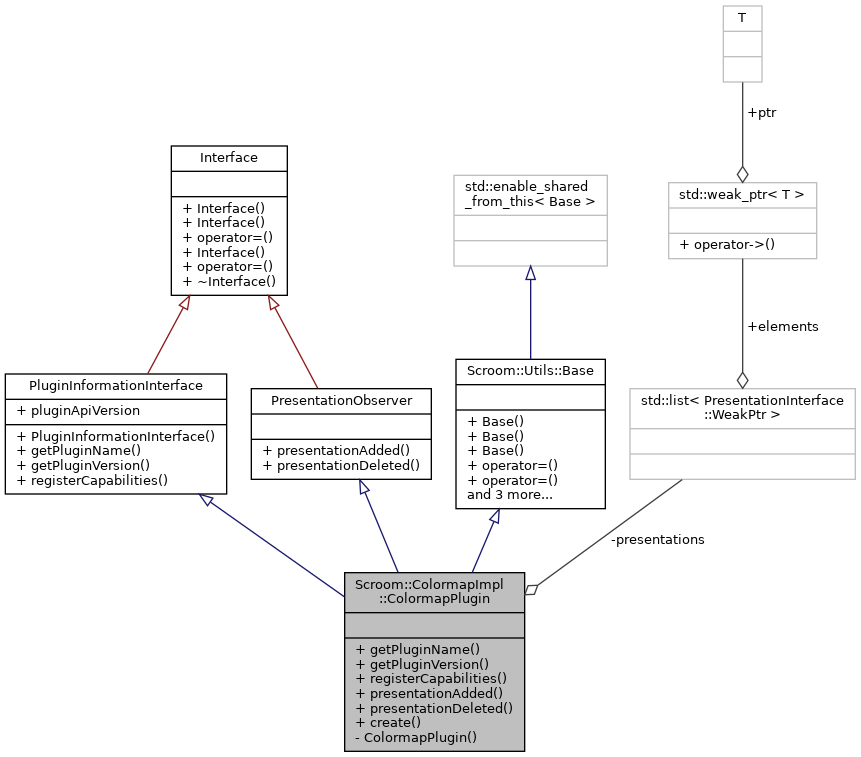 T
+ptr
Interface
+ Interface()
+ Interface()
+ operator=()
+ Interface()
+ operator=()
+ ~Interface()
std::enable_shared
_from_this< Base >
std::weak_ptr< T >
+ operator->()
+elements
PluginInformationInterface
+ pluginApiVersion
+ PluginInformationInterface()
+ getPluginName()
+ getPluginVersion()
+ registerCapabilities()
PresentationObserver
+ presentationAdded()
+ presentationDeleted()
Scroom::Utils::Base
+ Base()
+ Base()
+ Base()
+ operator=()
+ operator=()
and 3 more...
std::list< PresentationInterface
::WeakPtr >
-presentations
Scroom::ColormapImpl
::ColormapPlugin
+ getPluginName()
+ getPluginVersion()
+ registerCapabilities()
+ presentationAdded()
+ presentationDeleted()
+ create()
- ColormapPlugin()